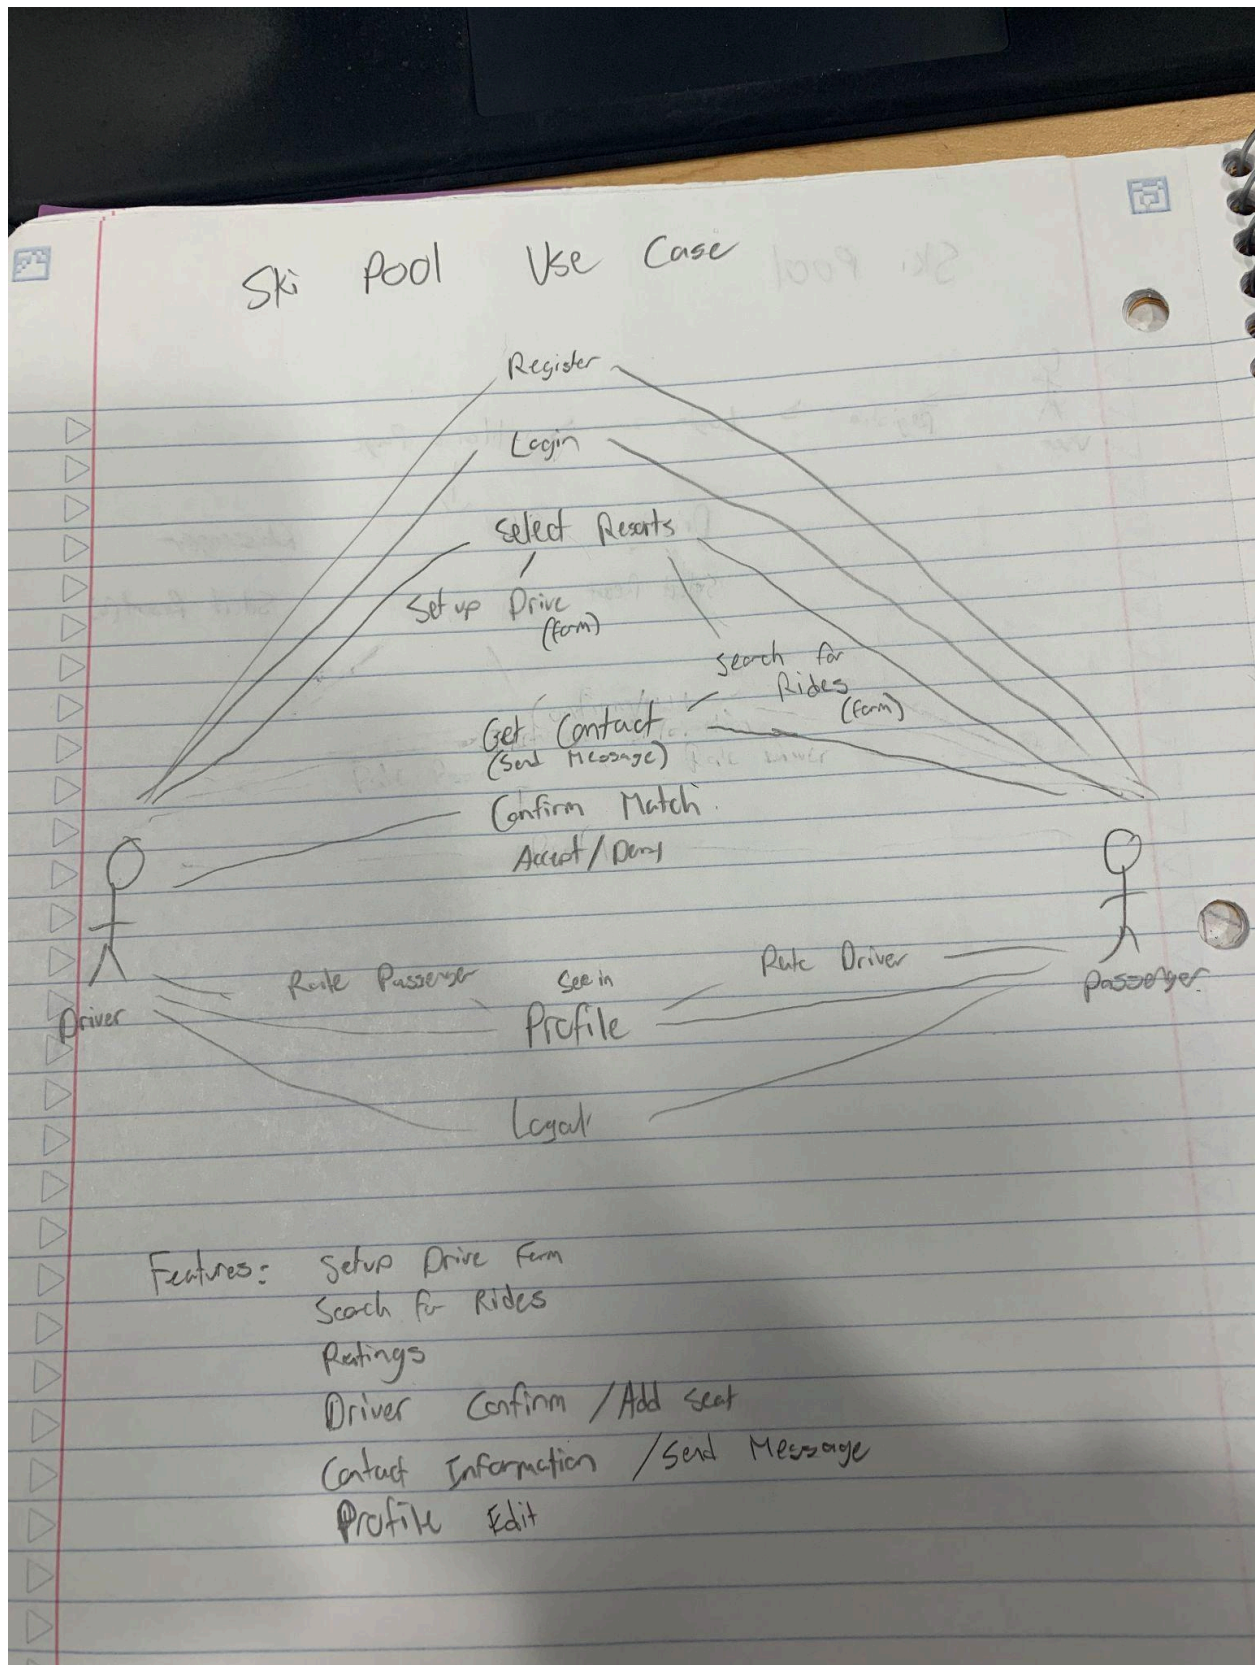 Ski Pool Use Case
Register
Login
Select Resorts
Set up Drive
(form)
Search for
Rides
(form)
Get Contact
(Send Message)
Confirm Match
Accept/Deny
Rate Passenger
See in
Rate Driver
Profile
Driver
Passenger
Logout
Features: Setup Drive Form
Search for Rides
Ratings
Driver Confirm / Add seat
Contact Information / Send Message
Profile Edit